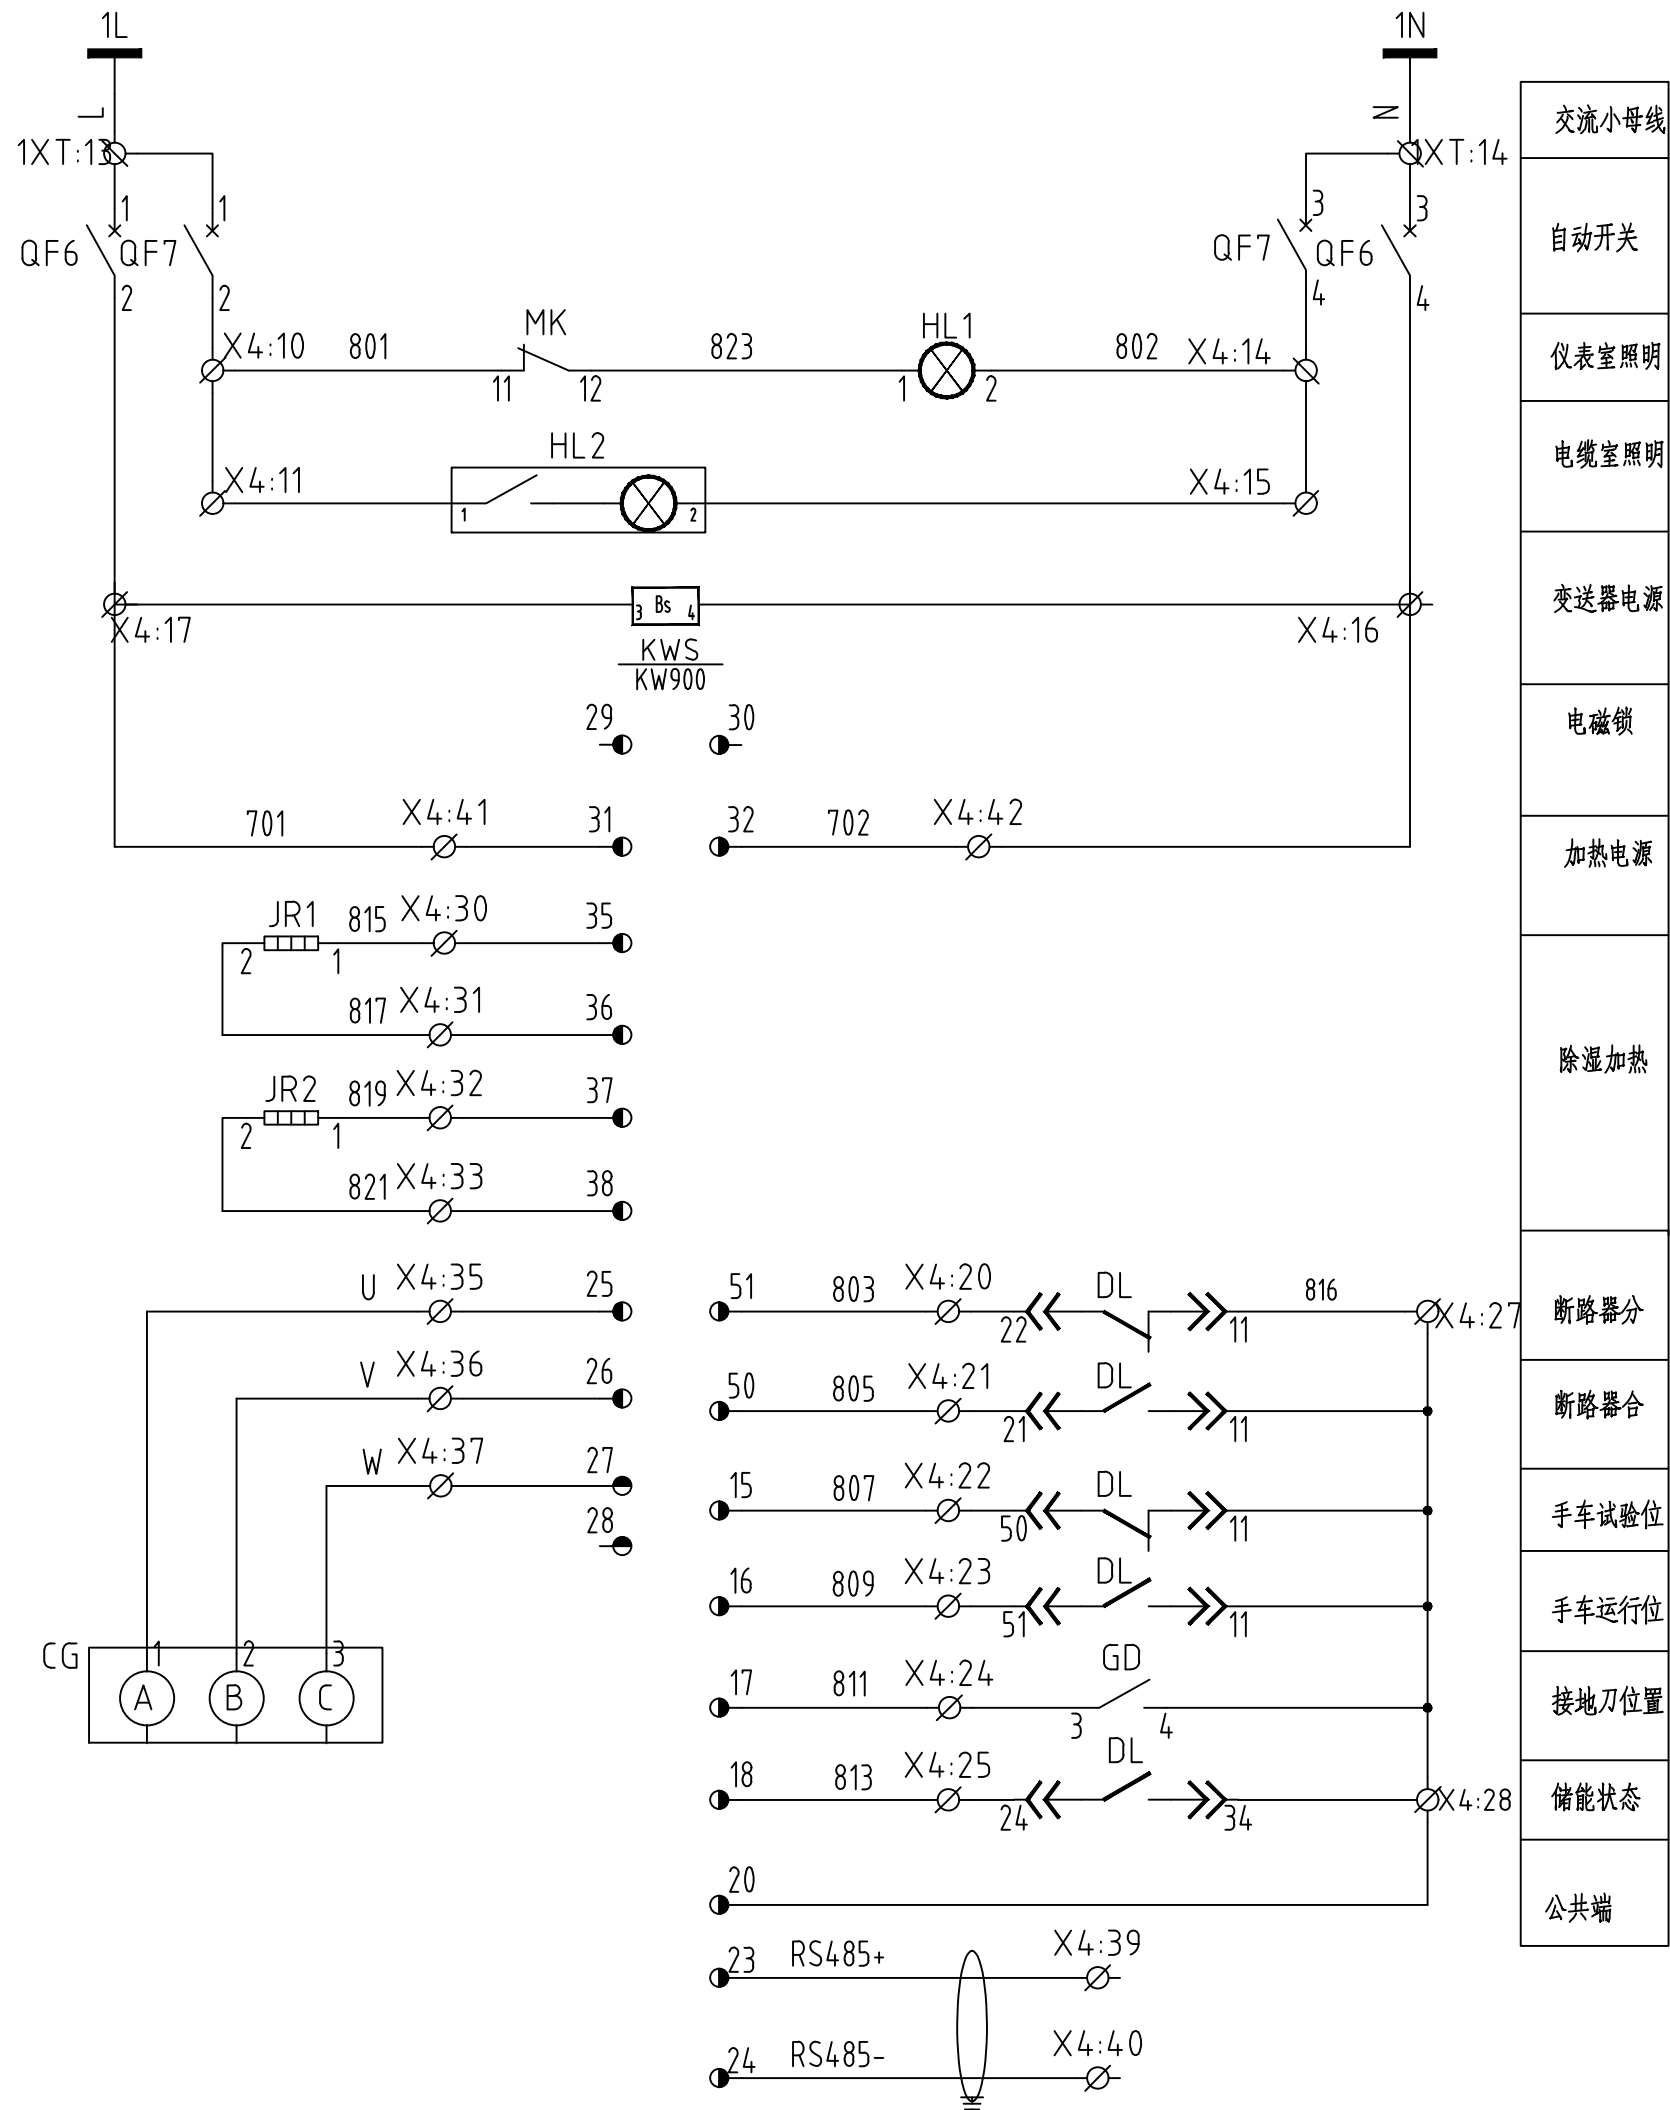 1L 1N
L N 交流小母线
1XT:13 1XT:14
1 1 3 3
QF6 QF7 QF7 QF6 自动开关
2 2 4 4
X4:10 801 MK 823 HL1 802 X4:14 仪表室照明
11 12 1 2
HL2 电缆室照明
X4:11 X4:15
1 2
3 Bs 4 变送器电源
X4:17 X4:16
KWS
KW900
29 30 电磁锁
701 X4:41 31 32 702 X4:42 加热电源
JR1 815 X4:30 35
2 1
817 X4:31 36
除湿加热
JR2 819 X4:32 37
2 1
821 X4:33 38
U X4:35 25 51 803 X4:20 DL 816 X4:27 断路器分
22 11
V X4:36 26 50 805 X4:21 DL 断路器合
21 11
W X4:37 27 15 807 X4:22 DL 手车试验位
28 50 11
16 809 X4:23 DL 手车运行位
51 11
CG 1 2 3
A B C
17 811 X4:24 GD 接地刀位置
3 4
18 813 X4:25 DL X4:28 储能状态
24 34
20 公共端
23 RS485+ X4:39
24 RS485- X4:40